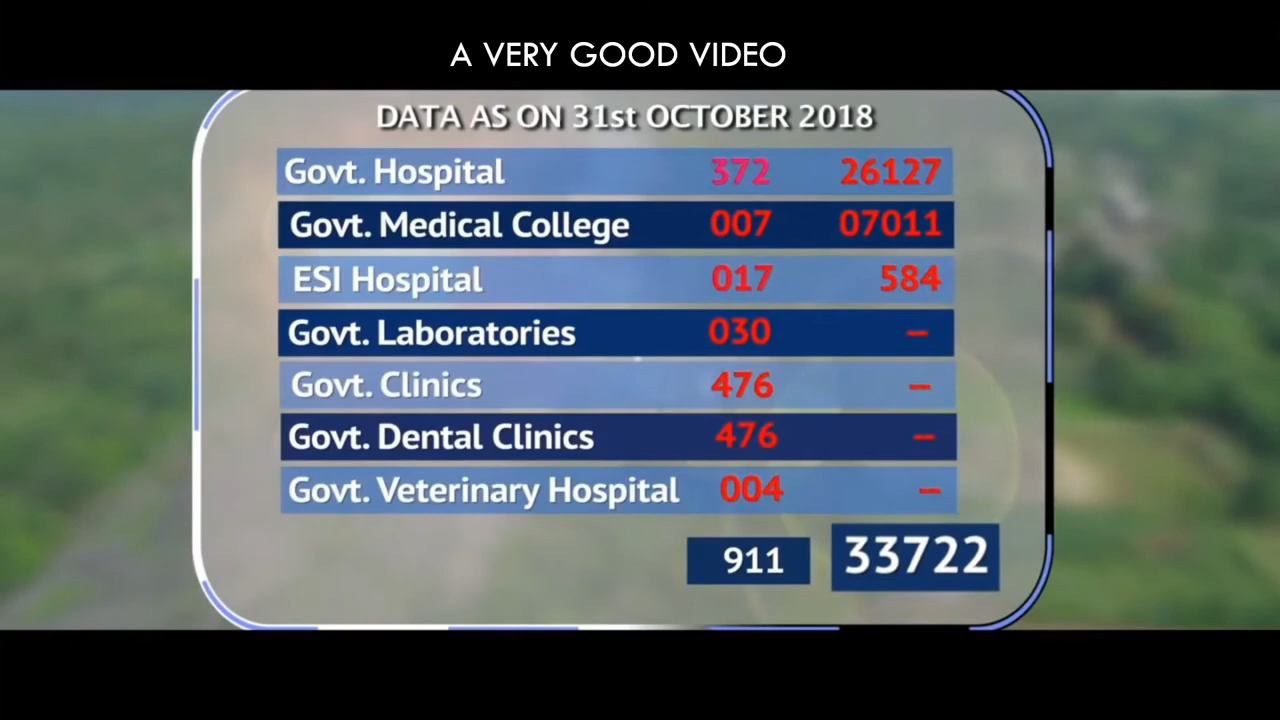 A VERY GOOD VIDEO
DATA AS ON 31st OCTOBER 2018
Govt. Hospital 372 26127
Govt. Medical College 007 07011
ESI Hospital 017 584
Govt. Laboratories 030 –
Govt. Clinics 476 –
Govt. Dental Clinics 476 –
Govt. Veterinary Hospital 004 –
911 33722